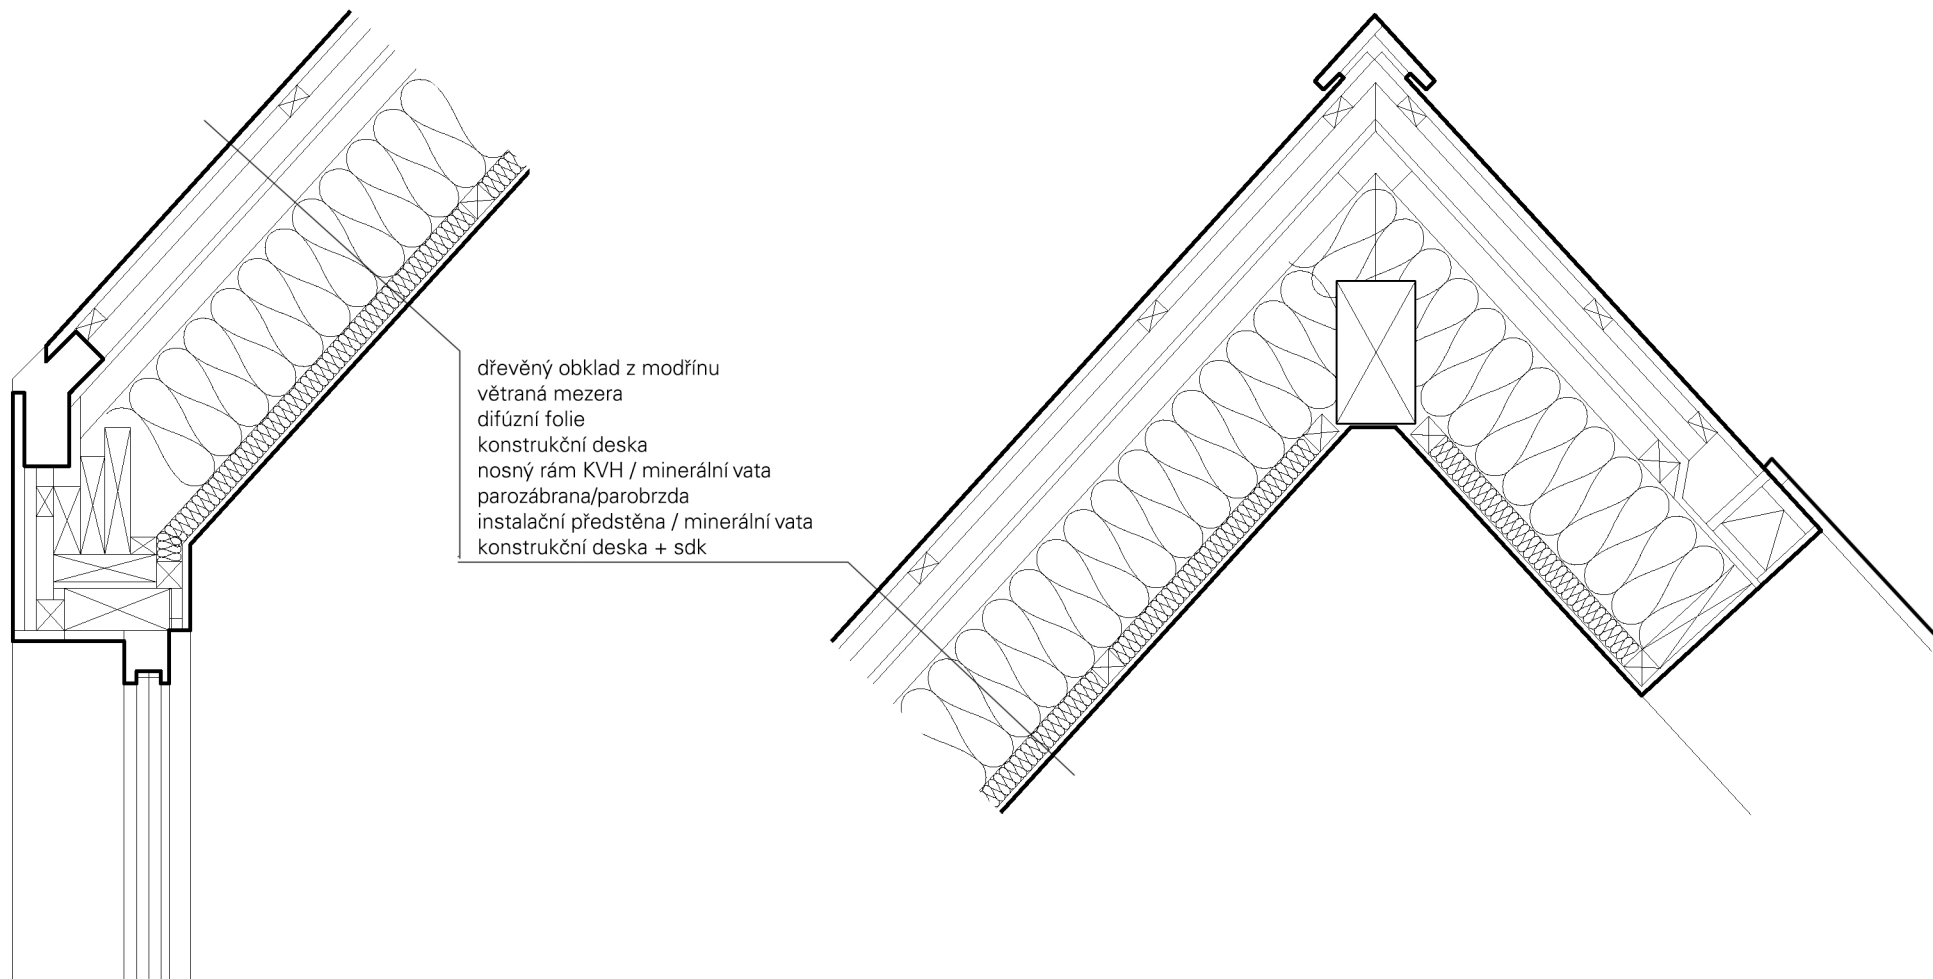 dřevěný obklad z modřínu
větraná mezera
difúzní folie
konstrukční deska
nosný rám KVH / minerální vata
parozábrana/parobrzda
instalační předstěna / minerální vata
konstrukční deska + sdk